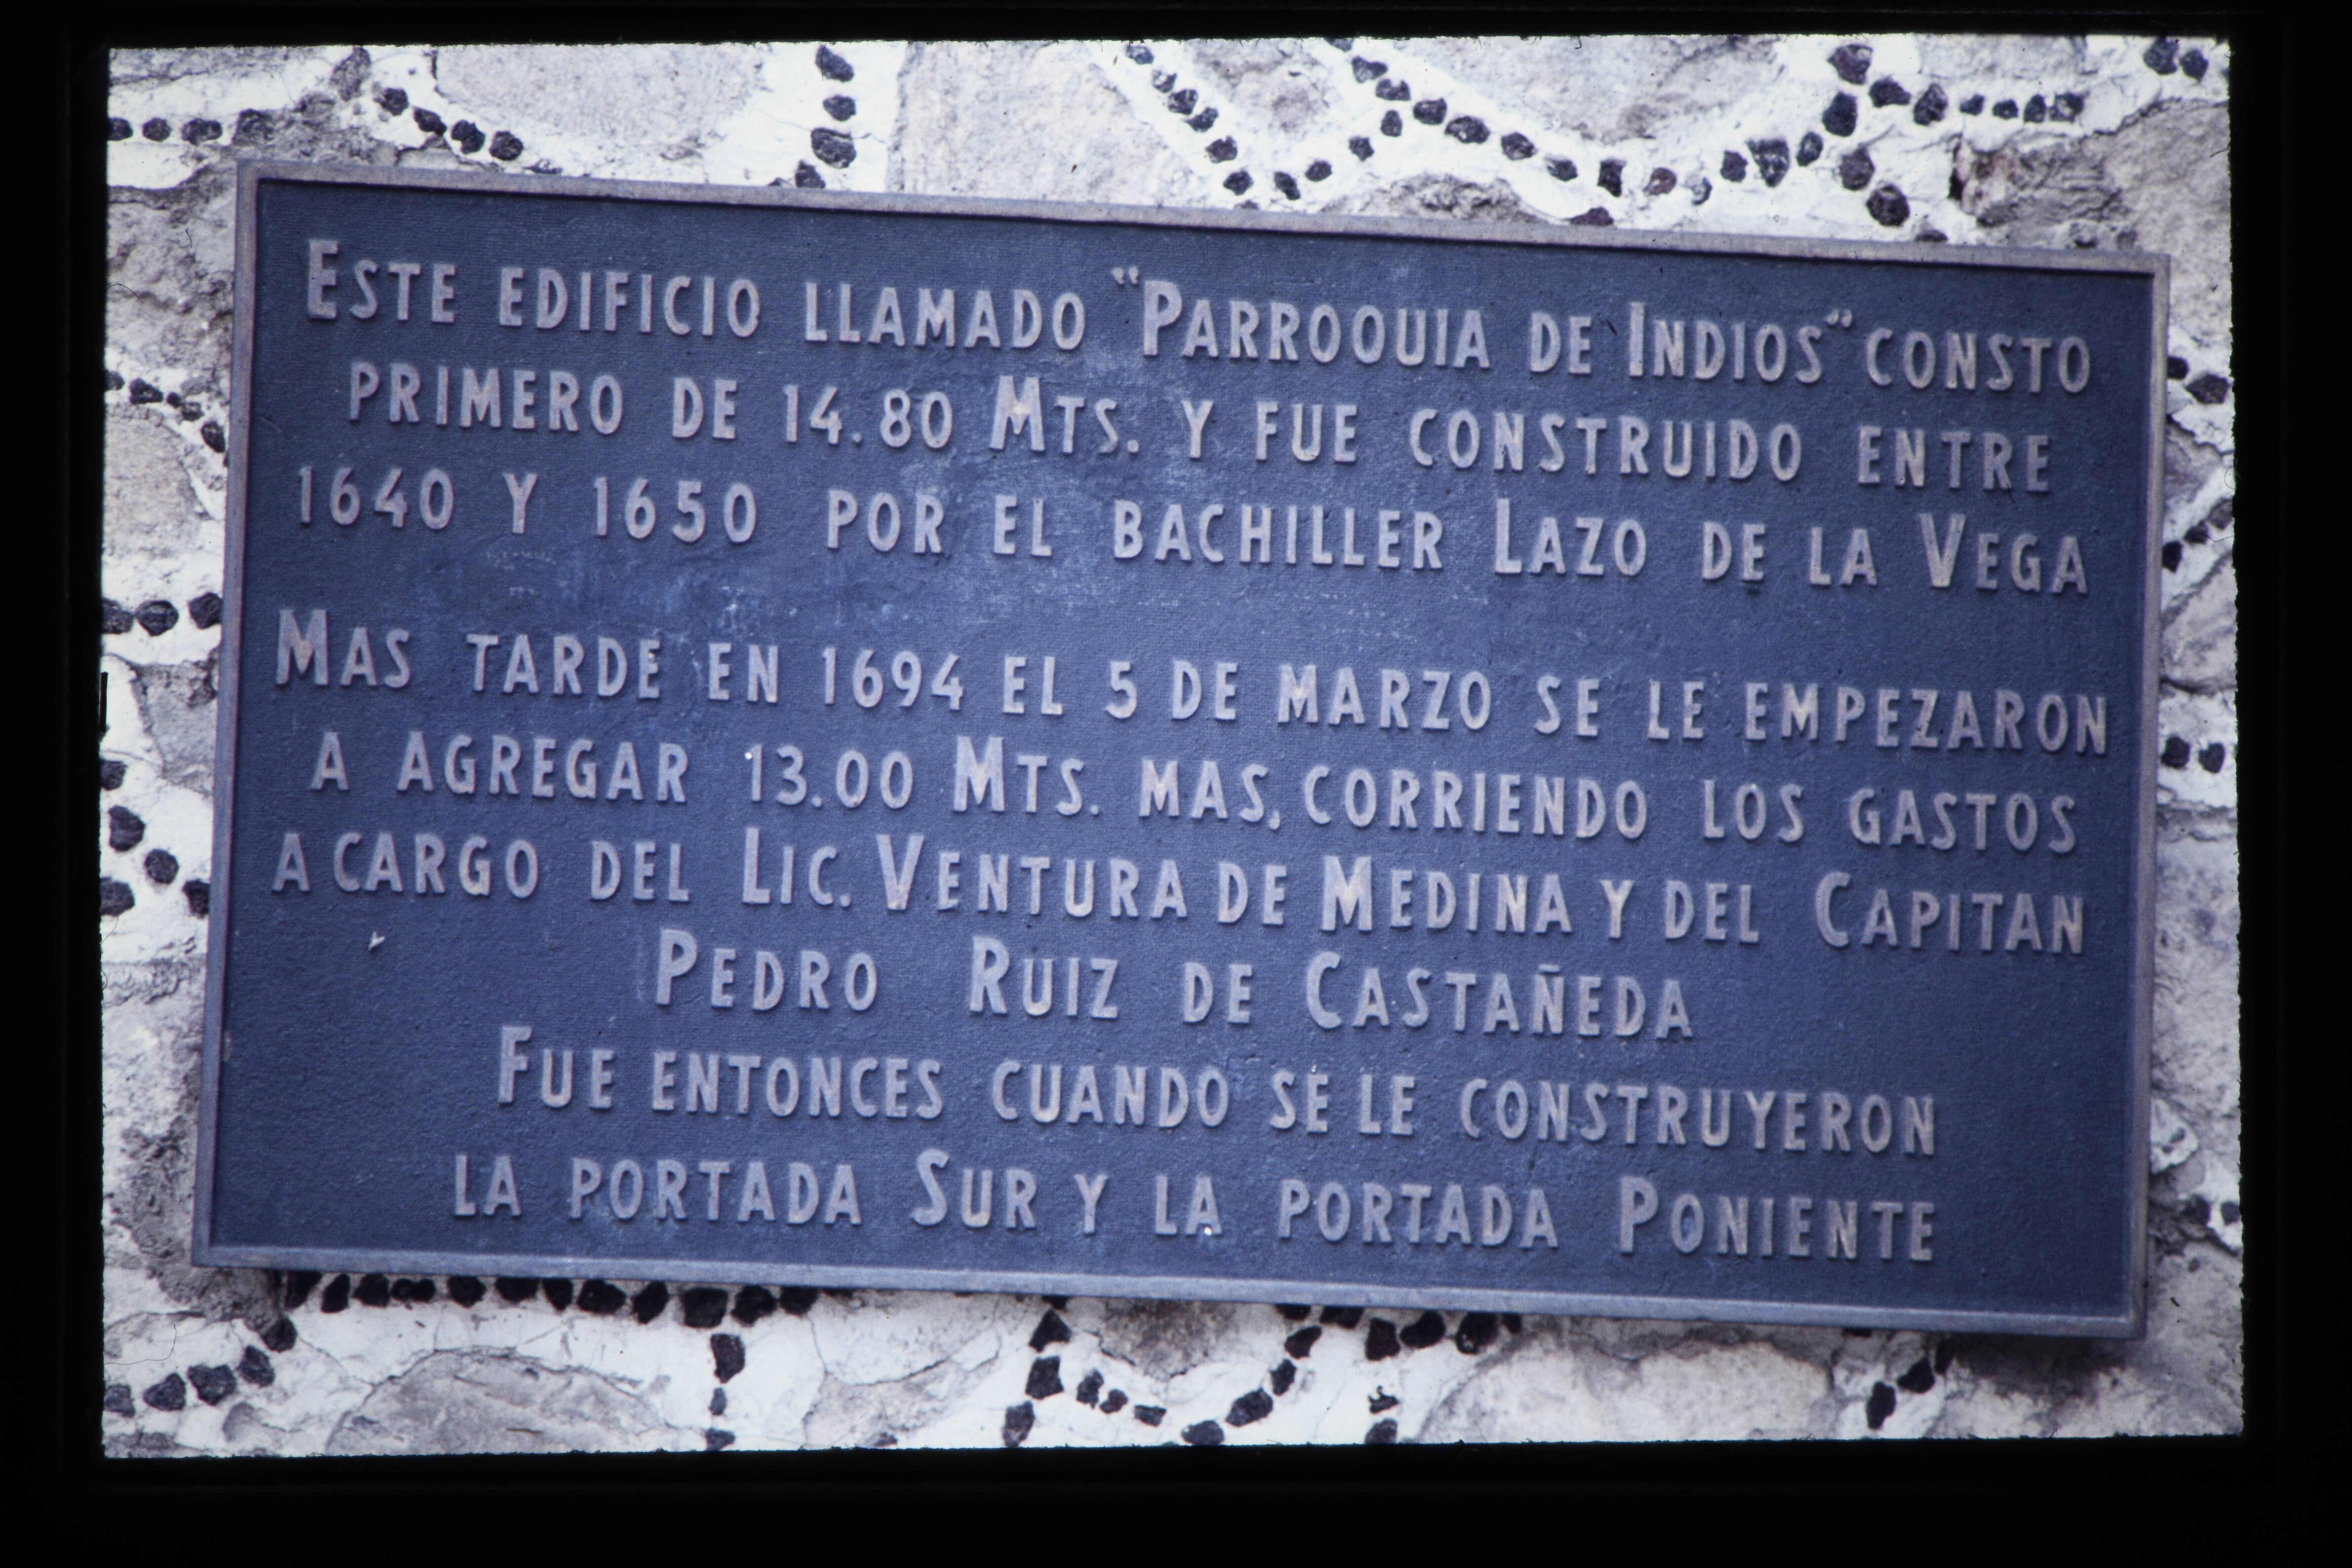 ESTE EDIFICIO LLAMADO "PARROQUIA DE INDIOS" CONSTO
PRIMERO DE 14.80 MTS. Y FUE CONSTRUIDO ENTRE
1640 Y 1650 POR EL BACHILLER LAZO DE LA VEGA
MAS TARDE EN 1694 EL 5 DE MARZO SE LE EMPEZARON
A AGREGAR 13.00 MTS. MAS, CORRIENDO LOS GASTOS
A CARGO DEL LIC. VENTURA DE MEDINA Y DEL CAPITAN
PEDRO RUIZ DE CASTAÑEDA
FUE ENTONCES CUANDO SE LE CONSTRUYERON
LA PORTADA SUR Y LA PORTADA PONIENTE